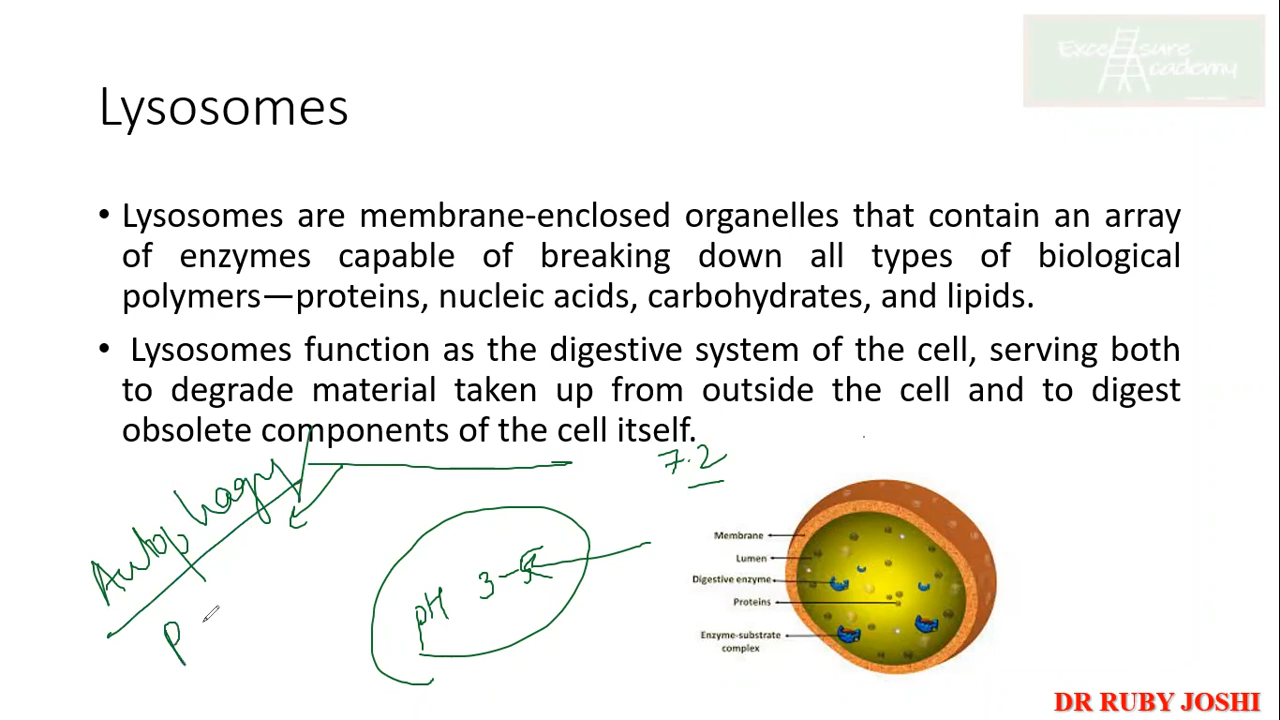 Excel sure
Academy
Lysosomes
• Lysosomes are membrane-enclosed organelles that contain an array
of enzymes capable of breaking down all types of biological
polymers—proteins, nucleic acids, carbohydrates, and lipids.
• Lysosomes function as the digestive system of the cell, serving both
to degrade material taken up from outside the cell and to digest
obsolete components of the cell itself.
7.2
Autophagy
pH 3-5
P
Membrane
Lumen
Digestive enzyme
Proteins
Enzyme-substrate
complex
DR RUBY JOSHI